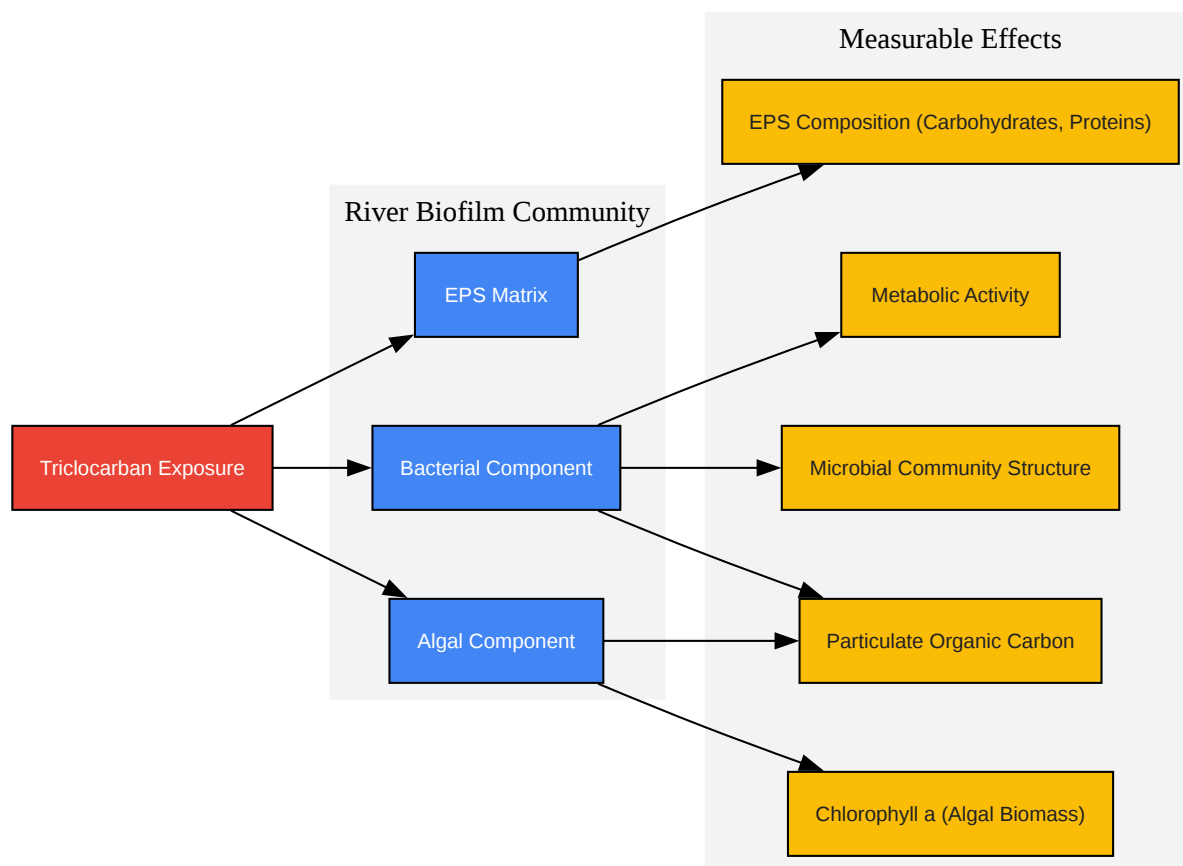 Measurable Effects
EPS Composition (Carbohydrates, Proteins)
River Biofilm Community
EPS Matrix
Metabolic Activity
Triclocarban Exposure
Bacterial Component
Microbial Community Structure
Algal Component
Particulate Organic Carbon
Chlorophyll a (Algal Biomass)